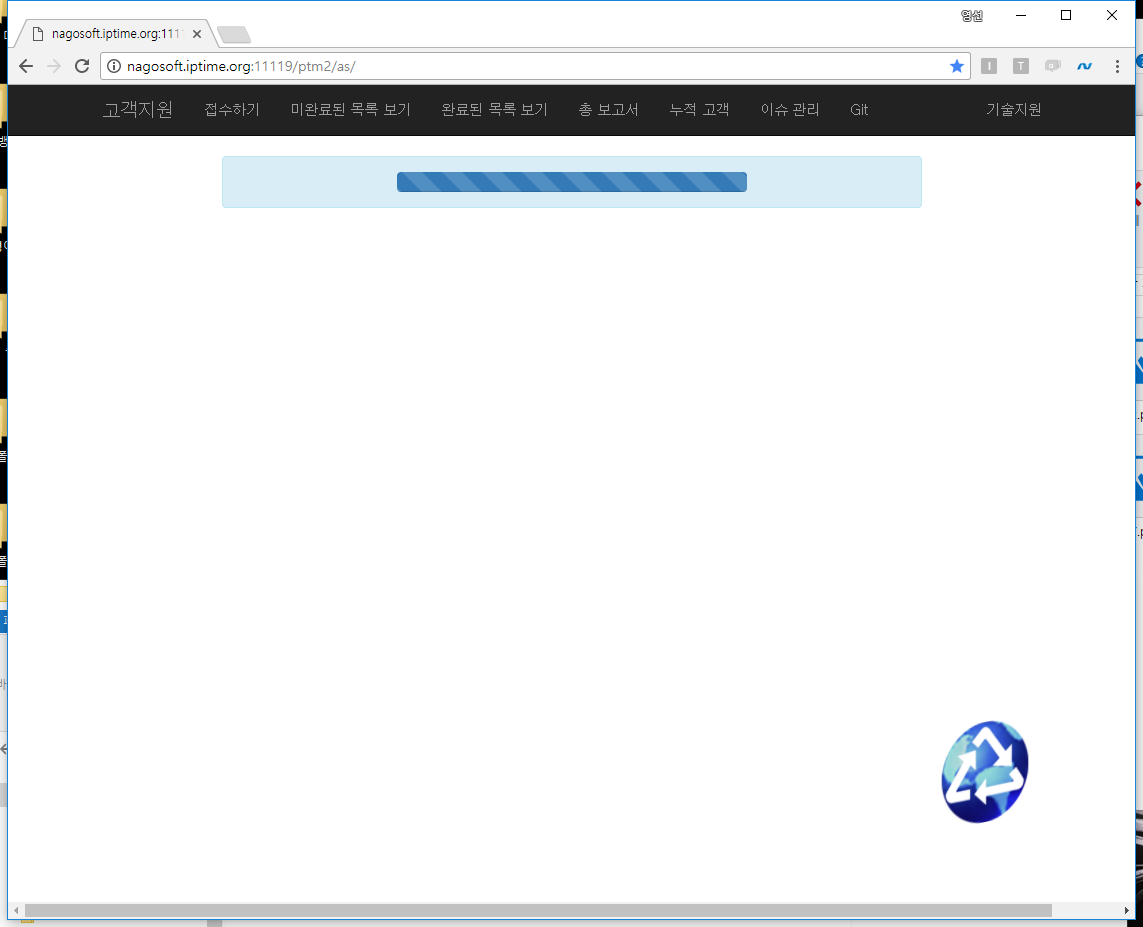 영선
nagosoft.iptime.org:111
nagosoft.iptime.org:11119/ptm2/as/
고객지원 접수하기 미완료된 목록 보기 완료된 목록 보기 총 보고서 누적 고객 이슈 관리 Git 기술지원